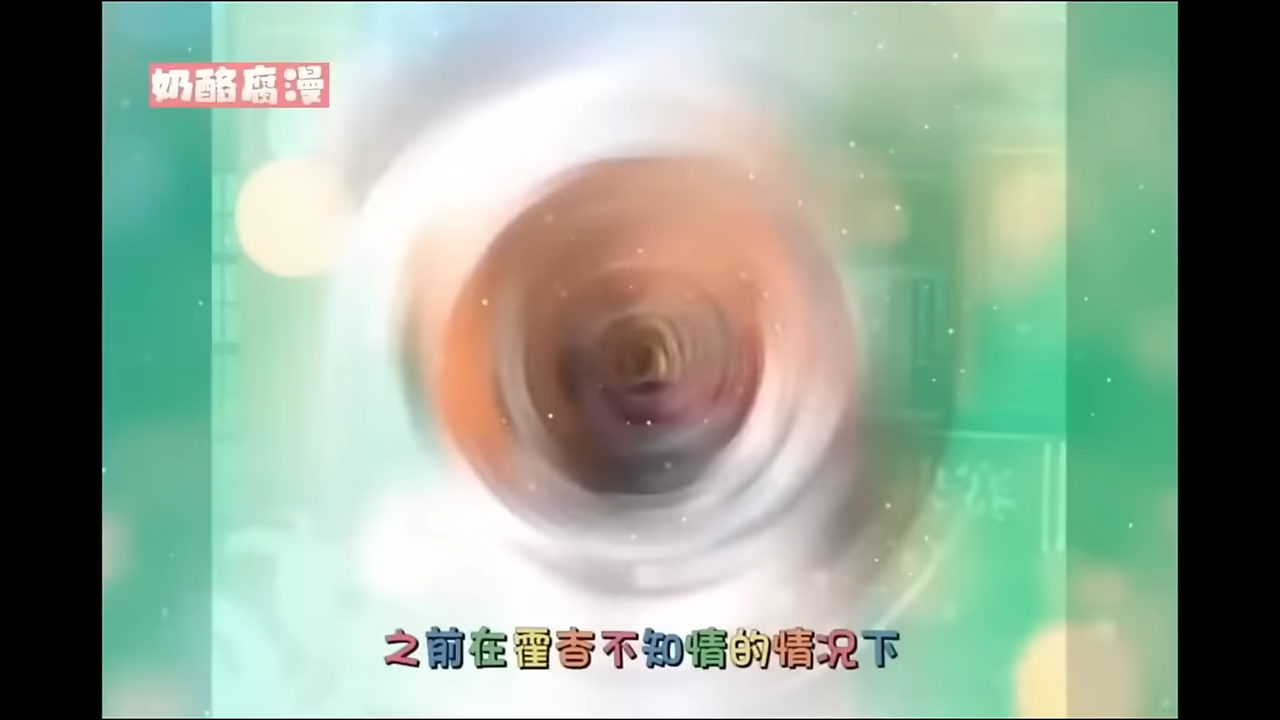 奶酪腐漫
之前在霍杏不知情的情况下